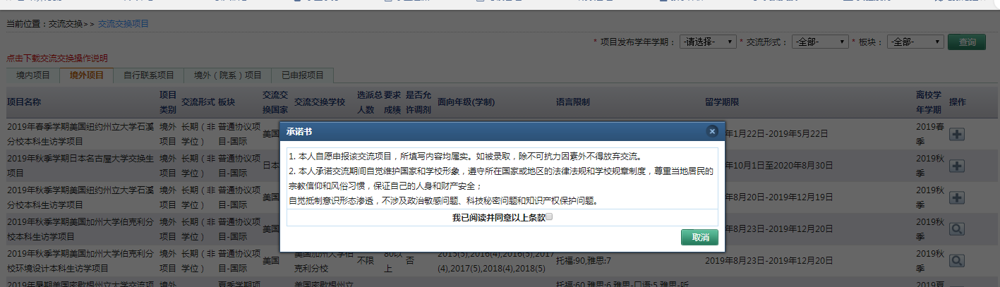 当前位置：交流交换>> 交流交换项目
* 项目发布学年学期： -请选择- * 交流形式： -全部- * 板块： -全部- 查询
点击下载交流交换操作说明
境内项目 境外项目 自行联系项目 境外（院系）项目 已申报项目
项目名称 项目类别 交流形式 板块 交流交换国家 交流交换学校 选派总人数 要求成绩 是否允许调剂 面向年级(学制) 语言限制 留学期限 离校学年学期 操作
2019年春季学期美国纽约州立大学石溪 境外 长期（非 普通协议项 美国 年1月22日-2019年5月22日 2019春
分校本科生访学项目 项目 学位） 目-国际 季
承诺书
1. 本人自愿申报该交流项目，所填写内容均属实。如被录取，除不可抗力因素外不得放弃交流。
2. 本人承诺交流期间自觉维护国家和学校形象，遵守所在国家或地区的法律法规和学校规章制度，尊重当地居民的
宗教信仰和风俗习惯，保证自己的人身和财产安全；
自觉抵制意识形态渗透，不涉及政治敏感问题、科技秘密问题和知识产权保护问题。
我已阅读并同意以上条款
取消
2019年秋季学期日本名古屋大学交换生 境外 长期（非 普通协议项 日本 年10月1日至2020年8月30日 2019秋
项目 项目 学位） 目-国际 季
2019年秋季学期美国纽约州立大学石溪 境外 长期（非 普通协议项 美国 年8月20日-2019年12月19日 2019秋
分校本科生访学项目 项目 学位） 目-国际 季
2019年秋季学期美国加州大学伯克利分 境外 长期（非 普通协议项 美国 年8月23日-2019年12月20日 2019秋
校本科生访学项目 项目 学位） 目-国际 季
2019年秋季学期美国加州大学伯克利分 境外 长期（非 普通协议项 美国 美国加州大学伯 不限 80以 否 2015(5),2016(4),2016(5),2017 托福:90,雅思:7 2019年8月23日-2019年12月20日 2019秋
校环境设计本科生访学项目 项目 学位） 目-国际 克利分校 上 (4),2017(5),2018(4),2018(5) 季
2019年暑期美国密歇根州立大学交流项 境外 夏季学期项 美国密歇根州立 托福:60,雅思:6,雅思-口语:5,雅思-听 2019夏